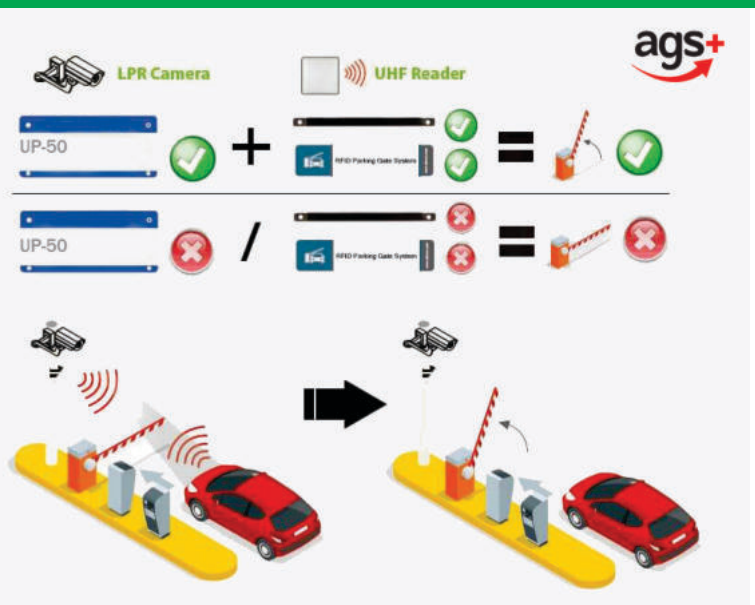 ags+
LPR Camera
UHF Reader
UP-50
RFID Parking Gate System
UP-50
RFID Parking Gate System